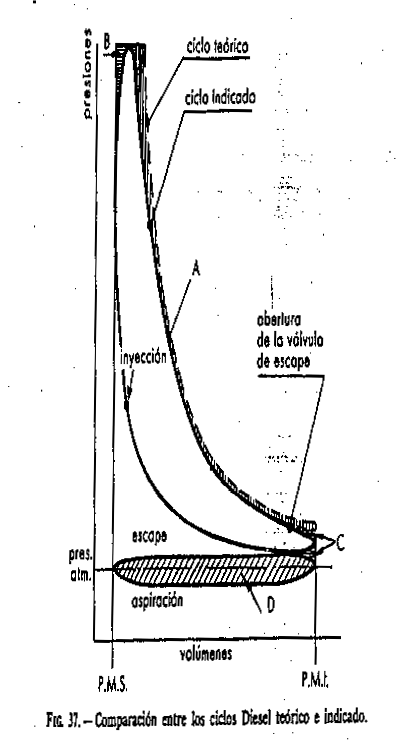 presiones
B
ciclo teórico
ciclo indicado
A
abertura
de la válvula
de escape
inyección
escape
C
pres.
atm.
aspiración
D
volúmenes
P.M.S.
P.M.I.
FIG. 37. — Comparación entre los ciclos Diesel teórico e indicado.